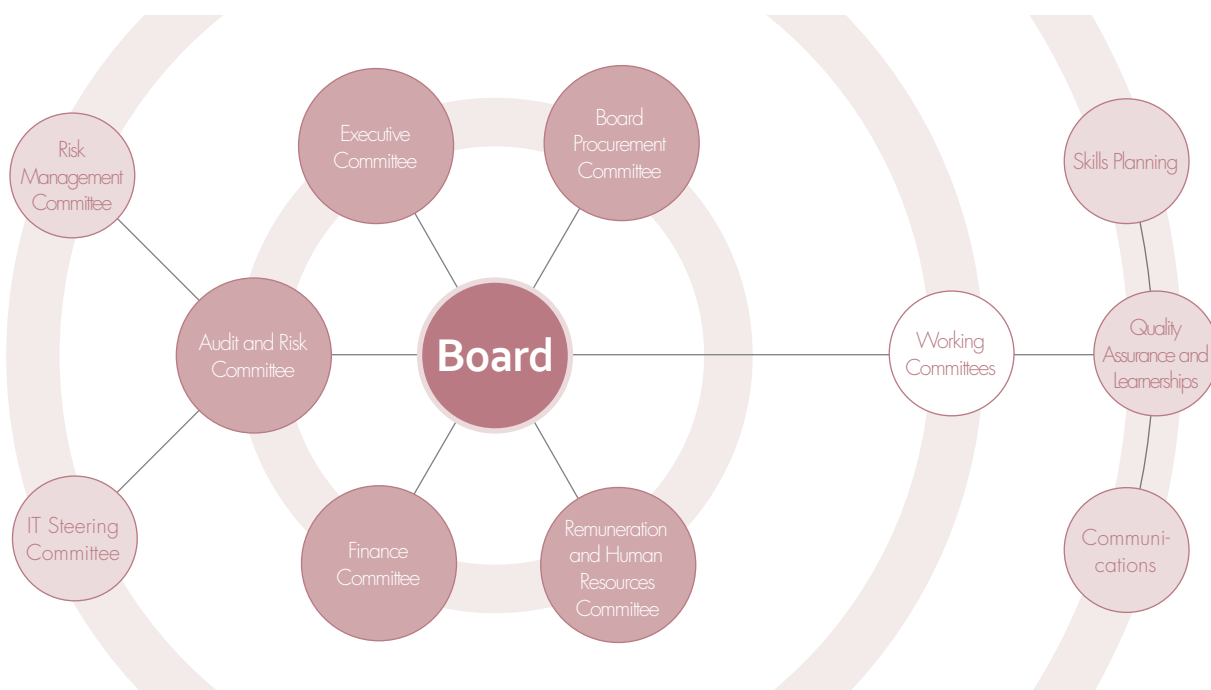 Risk
Management
Committee
Executive
Committee
Board
Procurement
Committee
Skills Planning
Audit and Risk
Committee
Board
Working
Committees
Quality
Assurance and
Learnerships
IT Steering
Committee
Finance
Committee
Remuneration
and Human
Resources
Committee
Communi-
cations